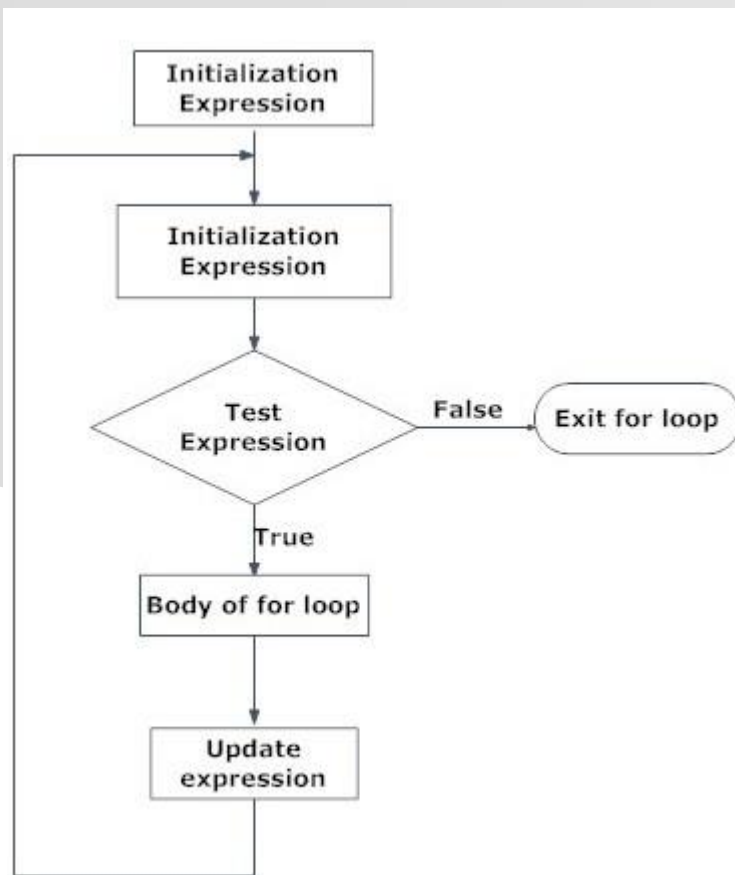 Initialization
Expression
Initialization
Expression
Test
Expression
False
Exit for loop
True
Body of for loop
Update
expression